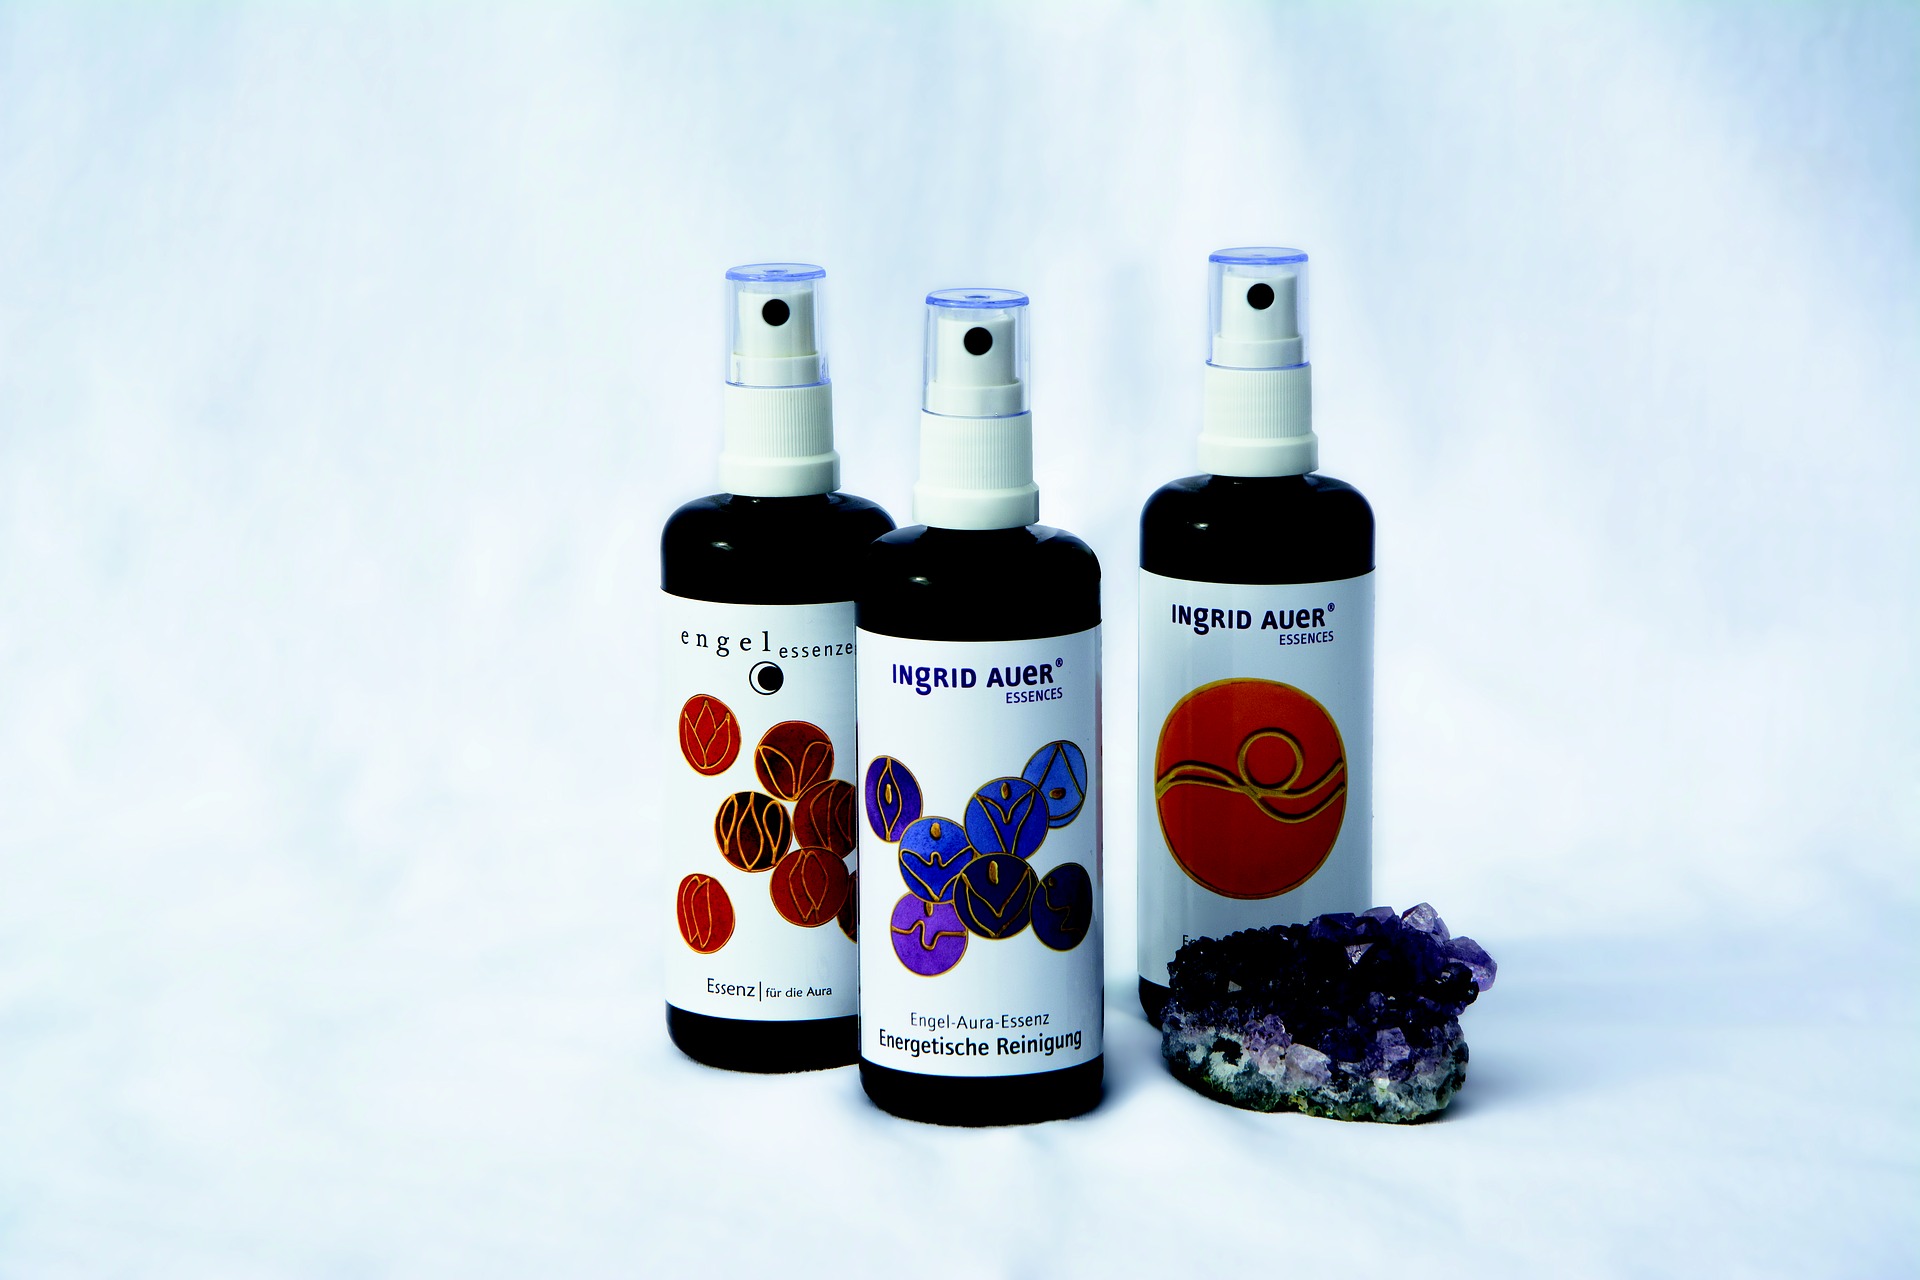 engel essenze
Essenz | für die Aura
INGRID AUER®
ESSENCES
Engel-Aura-Essenz
Energetische Reinigung
INGRID AUER®
ESSENCES